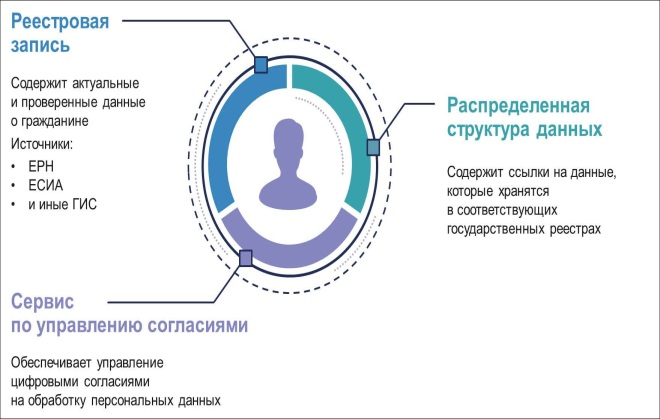 Реестровая
запись
Содержит актуальные
и проверенные данные
о гражданине
Источники:
• ЕРН
• ЕСИА
• и иные ГИС
Распределенная
структура данных
Содержит ссылки на данные,
которые хранятся
в соответствующих
государственных реестрах
Сервис
по управлению согласиями
Обеспечивает управление
цифровыми согласиями
на обработку персональных данных